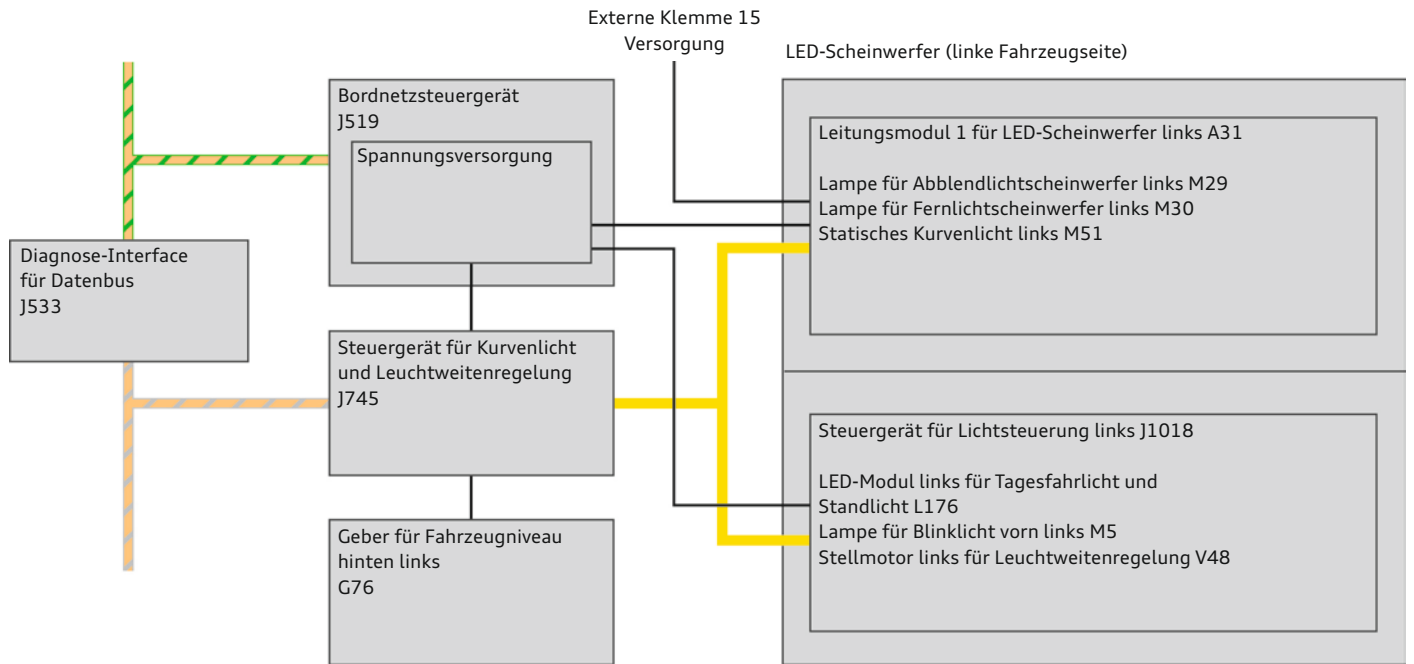 Externe Klemme 15
Versorgung
LED-Scheinwerfer (linke Fahrzeugseite)
Bordnetzsteuergerät
J519
Spannungsversorgung
Leitungsmodul 1 für LED-Scheinwerfer links A31
Lampe für Abblendlichtscheinwerfer links M29
Lampe für Fernlichtscheinwerfer links M30
Statisches Kurvenlicht links M51
Diagnose-Interface
für Datenbus
J533
Steuergerät für Kurvenlicht
und Leuchtweitenregelung
J745
Steuergerät für Lichtsteuerung links J1018
LED-Modul links für Tagesfahrlicht und
Standlicht L176
Lampe für Blinklicht vorn links M5
Stellmotor links für Leuchtweitenregelung V48
Geber für Fahrzeugniveau
hinten links
G76